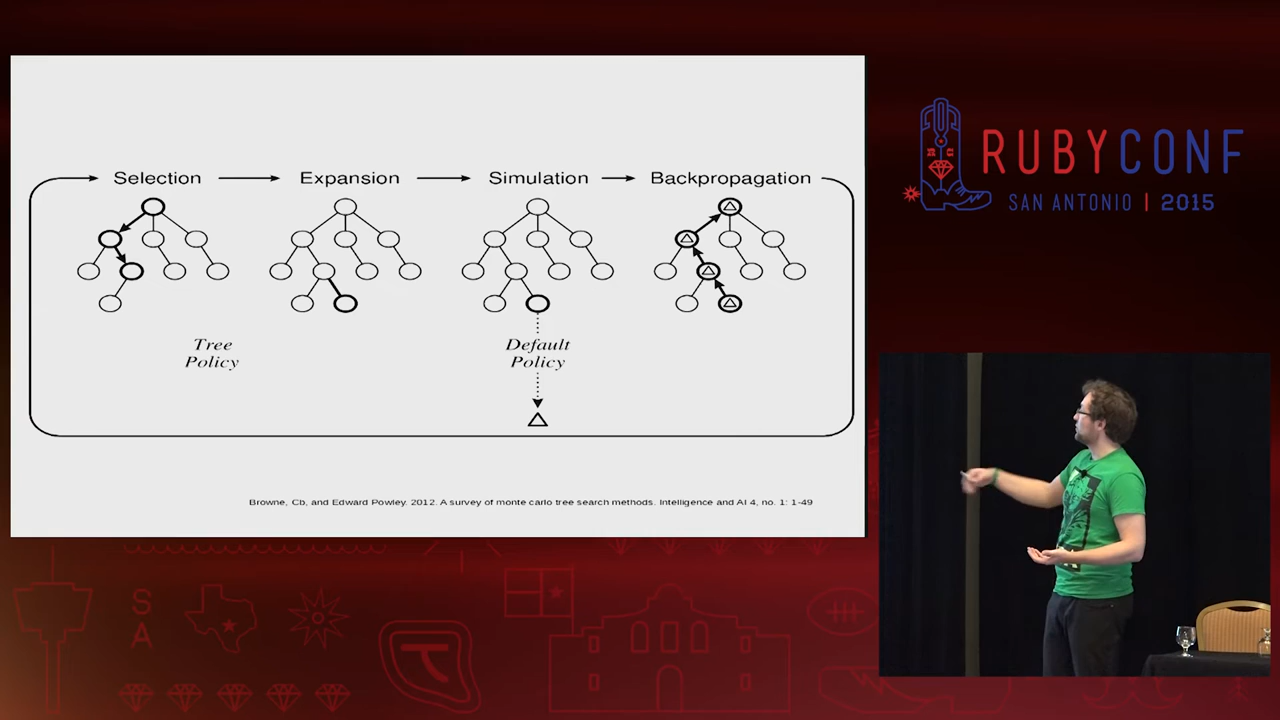 Selection
Expansion
Simulation
Backpropagation
Tree
Policy
Default
Policy
Browne, Cb, and Edward Powley. 2012. A survey of monte carlo tree search methods. Intelligence and AI 4, no. 1: 1-49
RUBYCONF
SAN ANTONIO | 2015
S
A